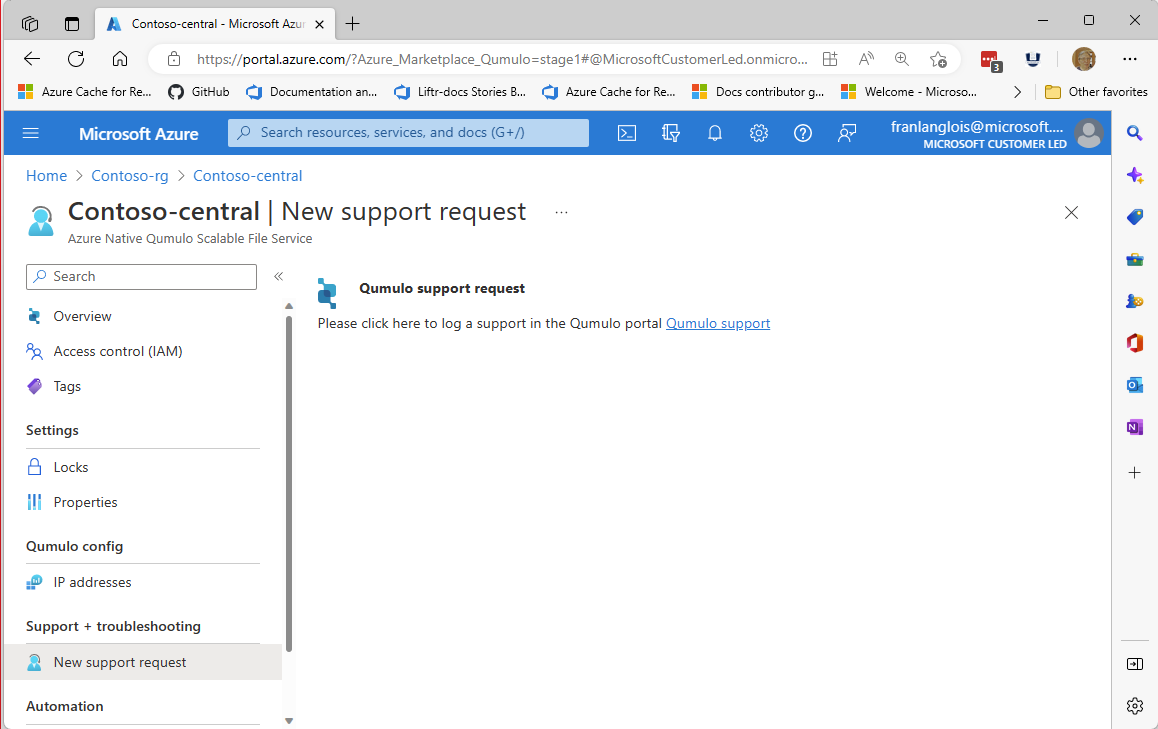 Contoso-central - Microsoft Azur
https://portal.azure.com/?Azure_Marketplace_Qumulo=stage1#@MicrosoftCustomerLed.onmicro...
3
Azure Cache for Re...
GitHub
Documentation an...
Liftr-docs Stories B...
Azure Cache for Re...
Docs contributor g...
Welcome - Microso...
Other favorites
Microsoft Azure
Search resources, services, and docs (G+/)
franlanglois@microsoft....
MICROSOFT CUSTOMER LED
Home > Contoso-rg > Contoso-central
Contoso-central | New support request ...
Azure Native Qumulo Scalable File Service
Search
Overview
Access control (IAM)
Tags
Settings
Locks
Properties
Qumulo config
IP addresses
Support + troubleshooting
New support request
Automation
Qumulo support request
Please click here to log a support in the Qumulo portal Qumulo support